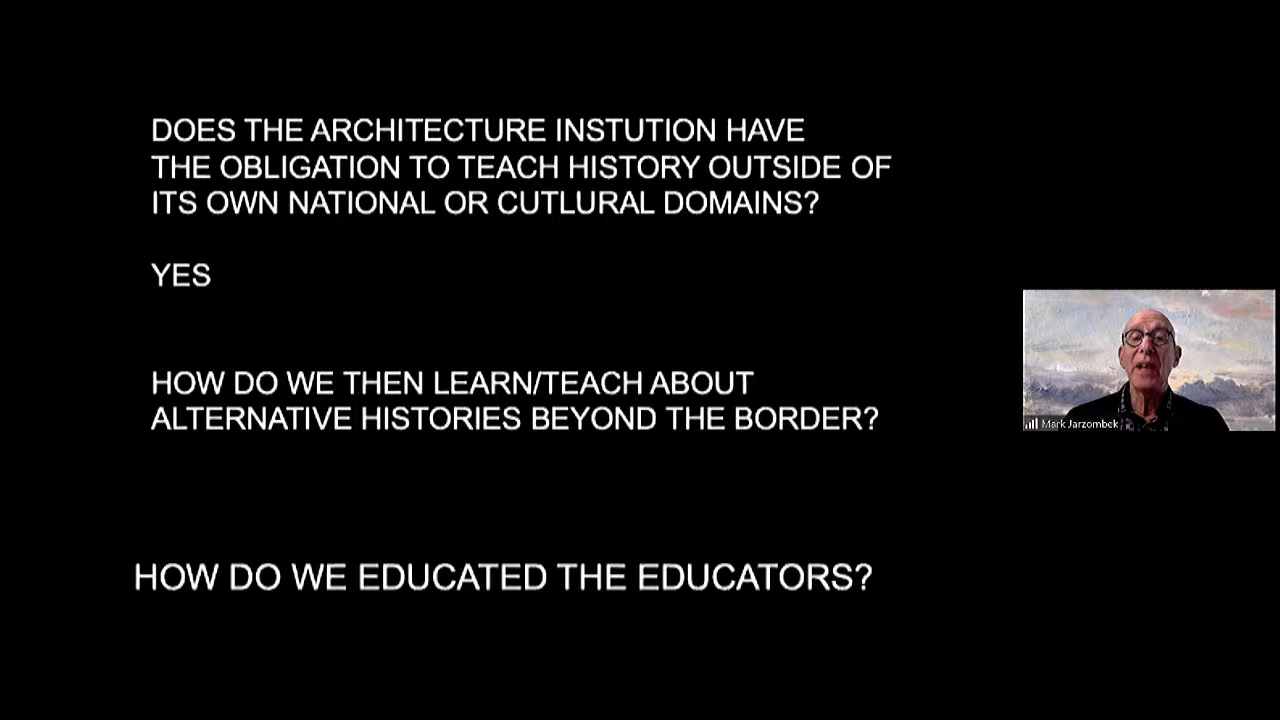 DOES THE ARCHITECTURE INSTUTION HAVE
THE OBLIGATION TO TEACH HISTORY OUTSIDE OF
ITS OWN NATIONAL OR CUTLURAL DOMAINS?
YES
HOW DO WE THEN LEARN/TEACH ABOUT
ALTERNATIVE HISTORIES BEYOND THE BORDER?
HOW DO WE EDUCATED THE EDUCATORS?
Mark Jarzombek